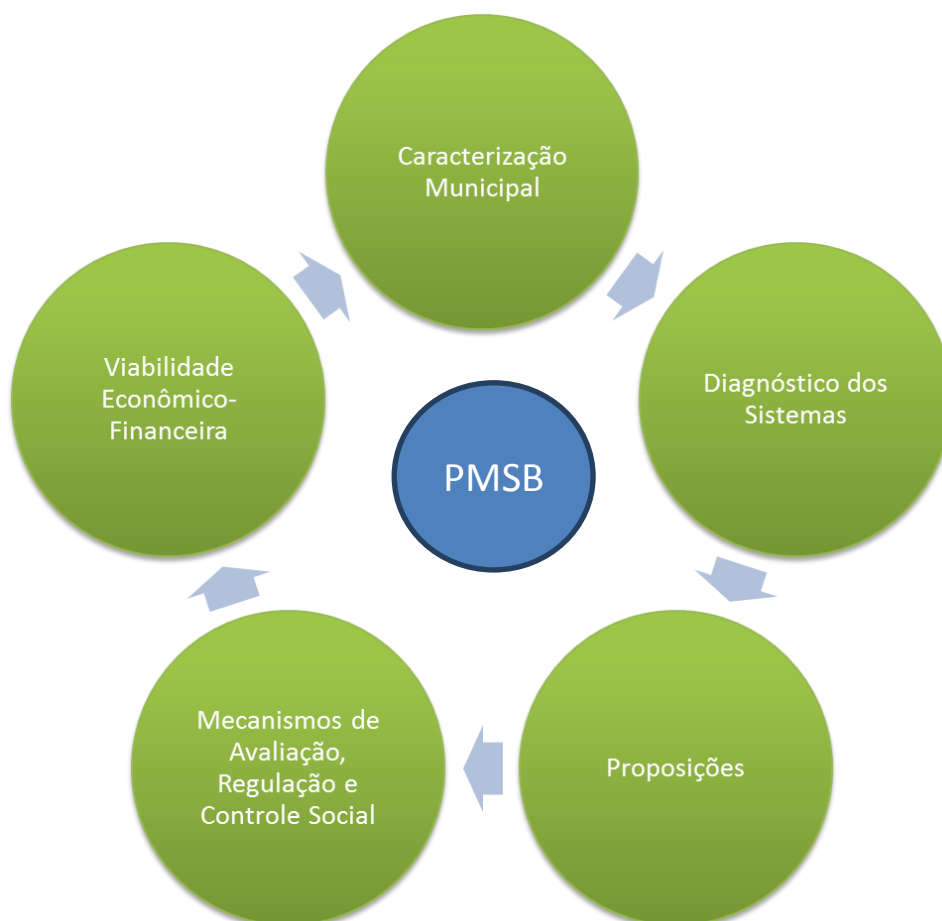 Caracterização
Municipal
Viabilidade
Econômico-
Financeira
Diagnóstico dos
Sistemas
PMSB
Mecanismos de
Avaliação,
Regulação e
Controle Social
Proposições